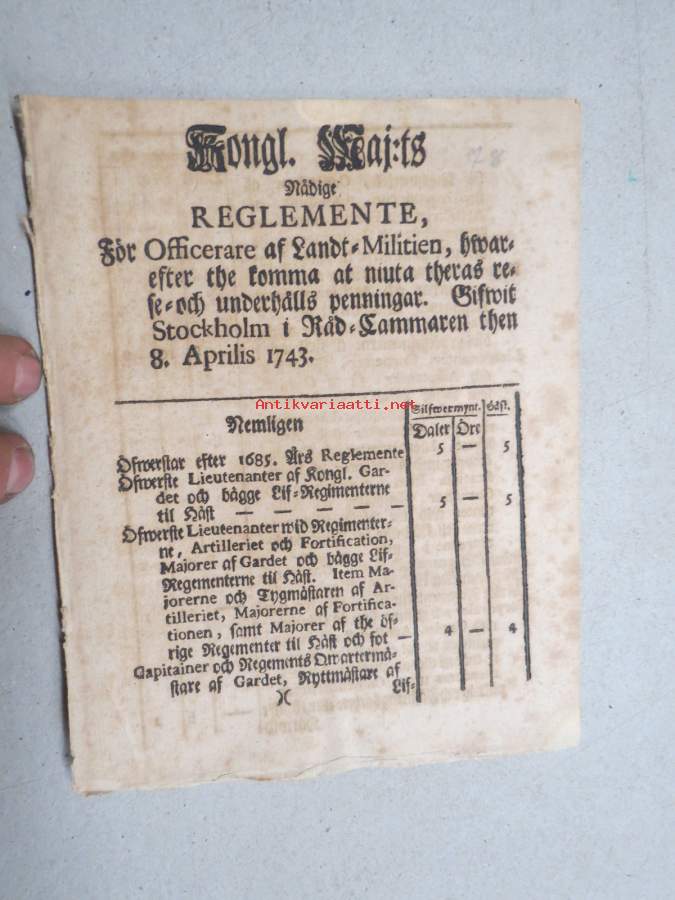 Kongl. Maj:ts
78
Nådige
REGLEMENTE,
För Officerare af Landt-Militien, hwar-
efter the komma at niuta theras re-
se-och underhålls penningar. Gifwit
Stockholm i Råd-Cammaren then
8. Aprilis 1743.
Antikvariaatti.net
Nemligen
Silfwermynt. Häst.
Daler Öre
Öfwerstar efter 1685. Års Reglemente 5 — 5
Öfwerste Lieutenanter af Kongl. Gar-
det och bägge Lif-Regimenterne
til Häst — — — — — 5 — 5
Öfwerste Lieutenanter wid Regimenter-
ne, Artilleriet och Fortification,
Majorer af Gardet och bägge Lif-
Regementerne til Häst. Item Ma-
jorerne och Tygmästaren af Ar-
tilleriet, Majorerne af Fortifica-
tionen, samt Majorer af the öf-
rige Regementer til Häst och fot — 4 — 4
Capitainer och Regements Qwartermä-
stare af Gardet, Ryttmästare af
)( Lif-